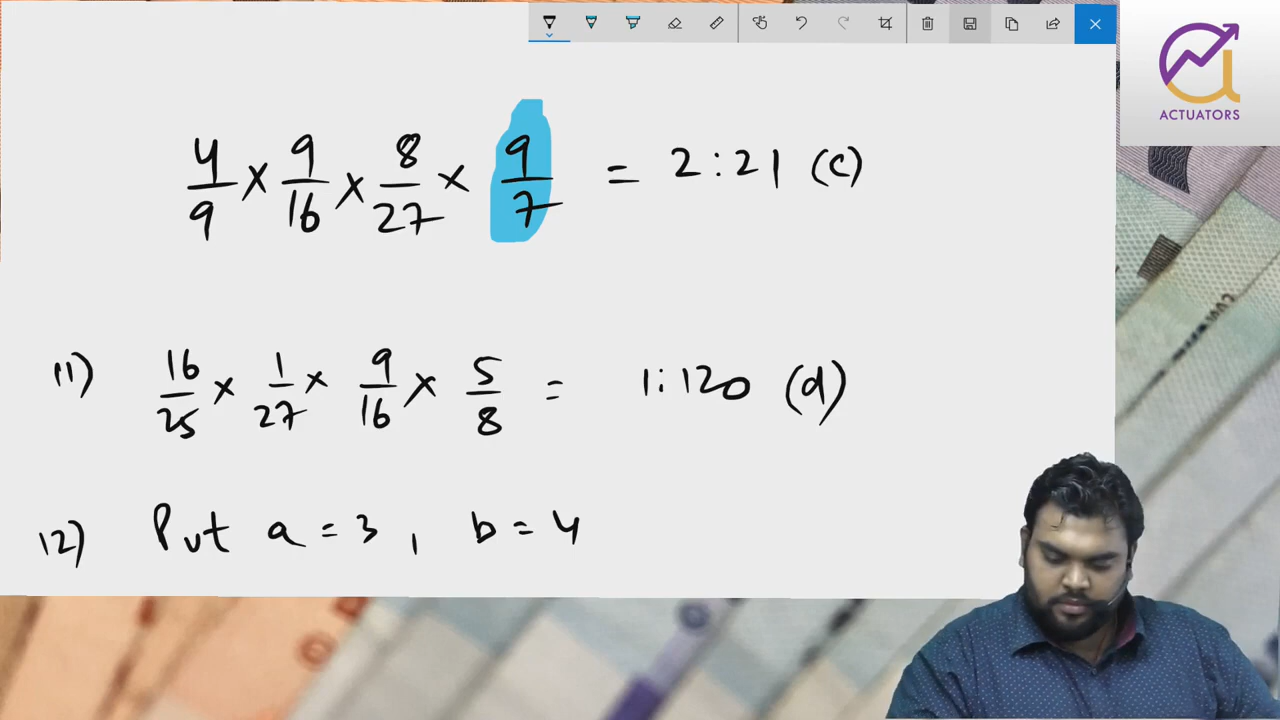 ACTUATORS
4/9 × 9/16 × 8/27 × 9/7 = 2:21 (c)
11) 16/25 × 1/27 × 9/16 × 5/8 = 1:120 (d)
12) Put a = 3, b = 4